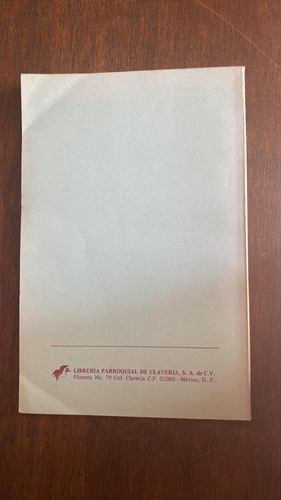 LIBRERIA PARROQUIAL DE CLAVERIA, S. A. de C.V.
Floresta No. 79 Col. Clavería C.P. 02080 - México, D. F.